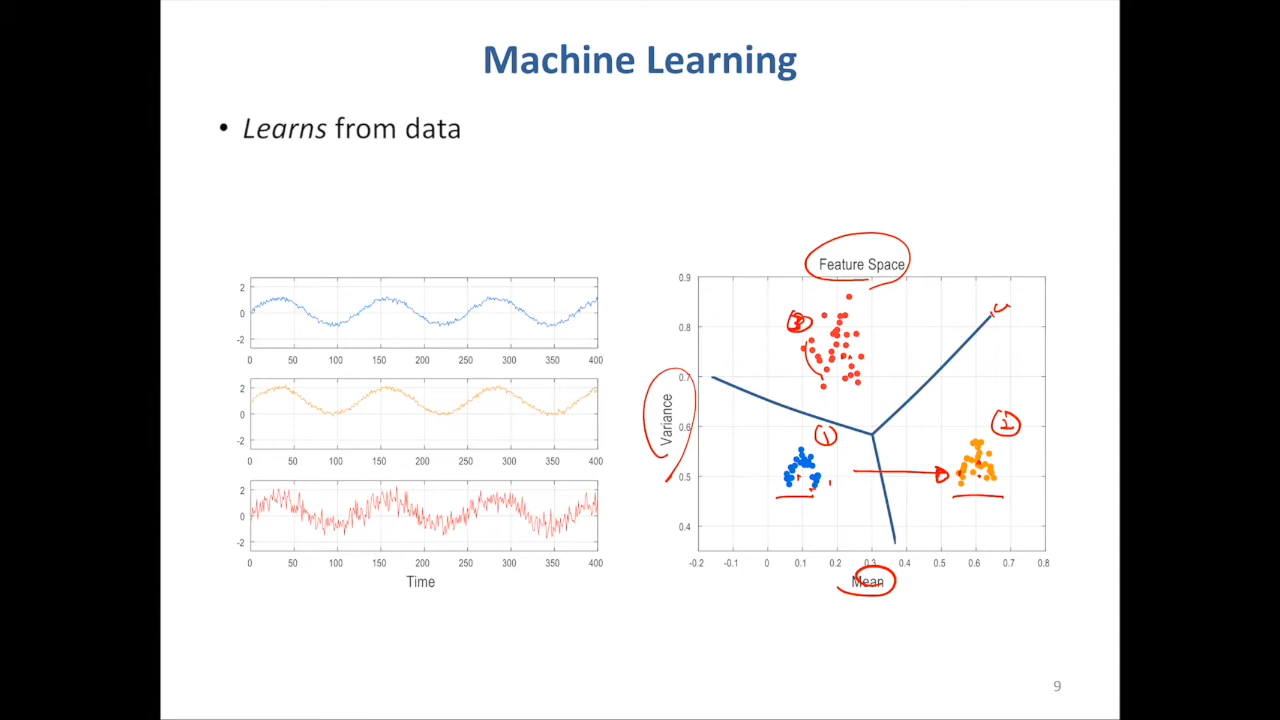 Machine Learning
• Learns from data
2
0
-2
0 50 100 150 200 250 300 350 400
2
0
-2
0 50 100 150 200 250 300 350 400
2
0
-2
0 50 100 150 200 250 300 350 400
Time
Feature Space
0.9
0.8
0.7
0.6
0.5
0.4
Variance
3
1
2
-0.2 -0.1 0 0.1 0.2 0.3 0.4 0.5 0.6 0.7 0.8
Mean
9